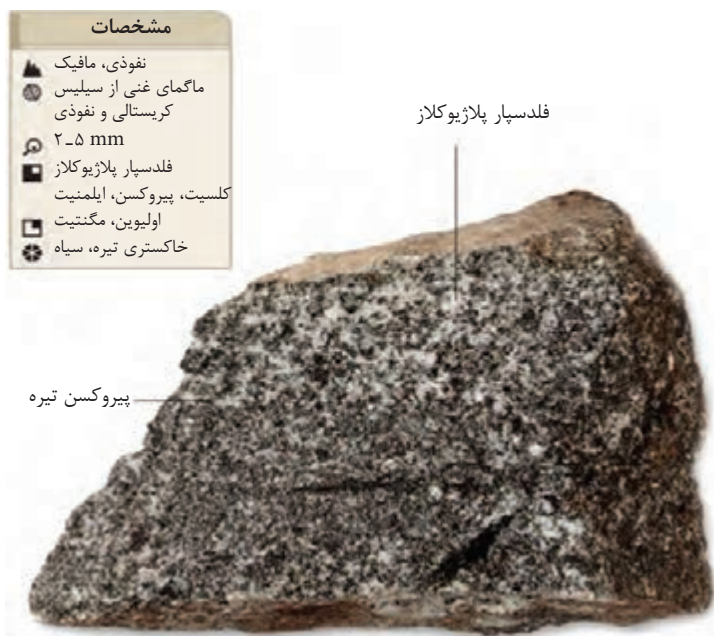 مشخصات
نفوذی، مافیک
ماگمای غنی از سیلیس
کریستالی و نفوذی
۲-۵ mm
فلدسپار پلاژیوکلاز
کلسیت، پیروکسن، ایلمنیت
اولیوین، مگنتیت
خاکستری تیره، سیاه
فلدسپار پلاژیوکلاز
پیروکسن تیره